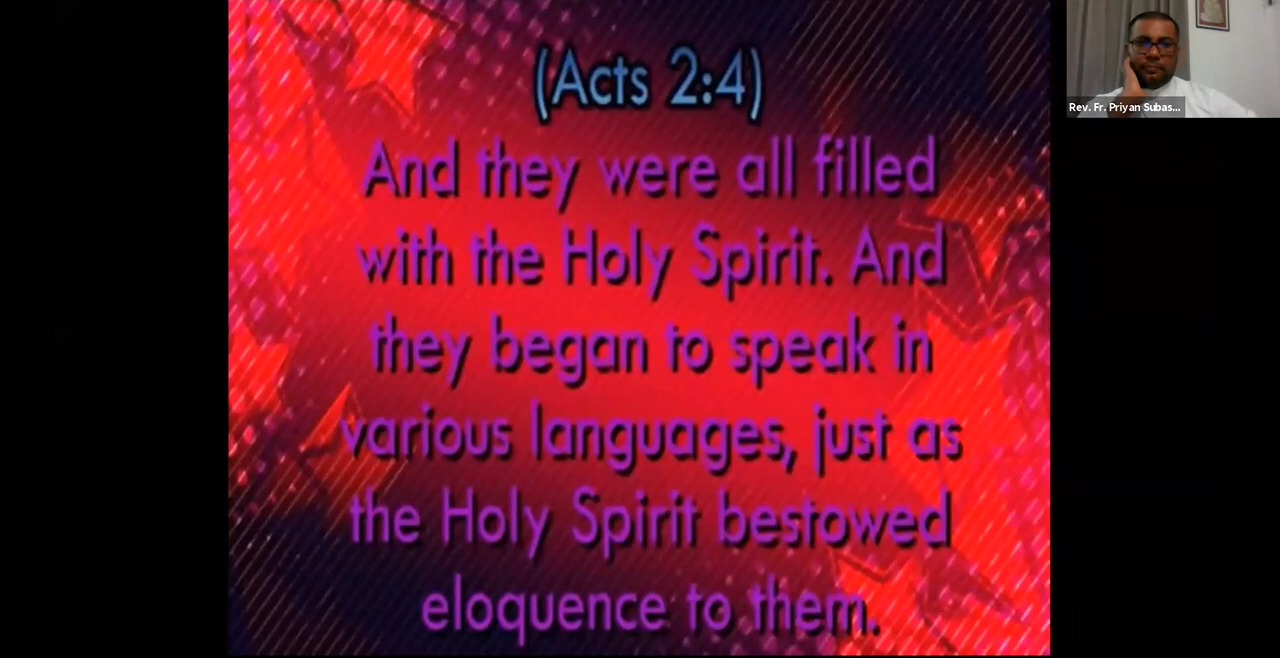 (Acts 2:4)
And they were all filled
with the Holy Spirit. And
they began to speak in
various languages, just as
the Holy Spirit bestowed
eloquence to them.
Rev. Fr. Priyan Subas...